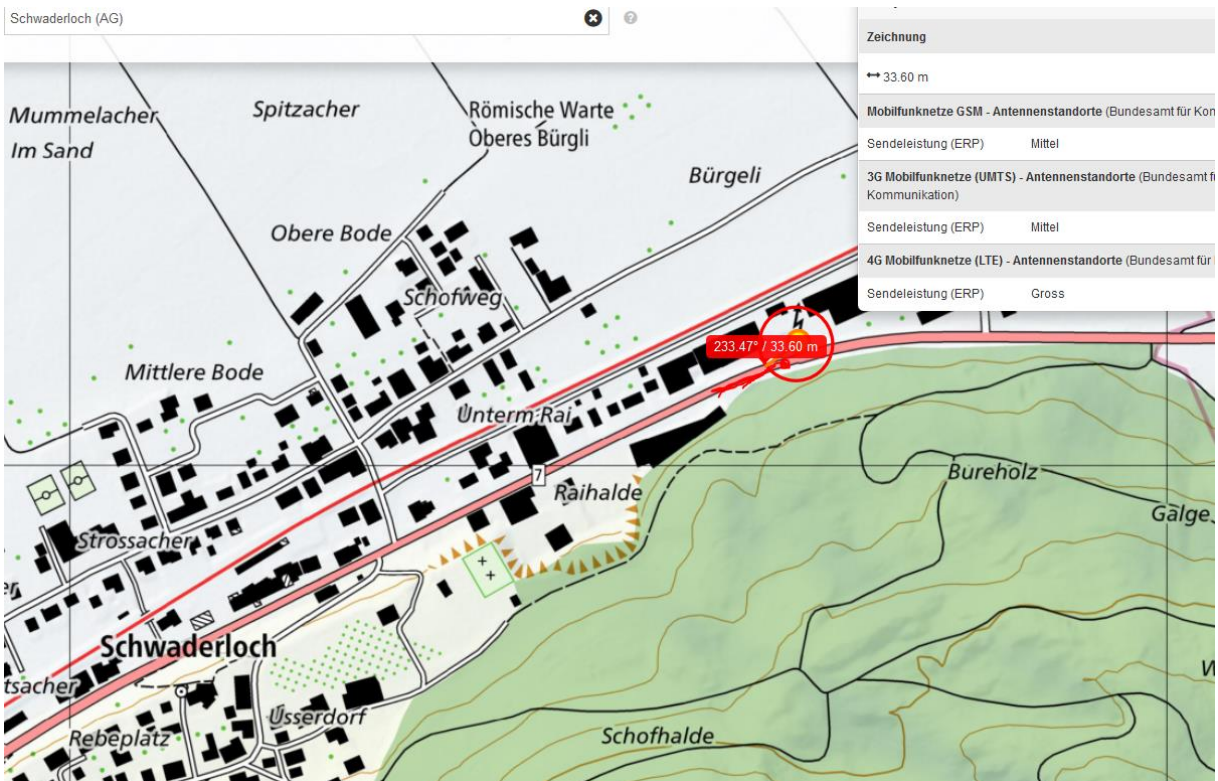 Schwaderloch (AG)
Zeichnung
33.60 m
Mobilfunknetze GSM - Antennenstandorte (Bundesamt für Kon
Sendeleistung (ERP) Mittel
3G Mobilfunknetze (UMTS) - Antennenstandorte (Bundesamt f
Kommunikation)
Sendeleistung (ERP) Mittel
4G Mobilfunknetze (LTE) - Antennenstandorte (Bundesamt für
Sendeleistung (ERP) Gross
Mummelacher
Im Sand
Spitzacher
Römische Warte
Oberes Bürgli
Bürgeli
Obere Bode
Schofweg
233.47° / 33.60 m
Mittlere Bode
Unterm Rai
7
Raihalde
Bureholz
Galge
Strossacher
Schwaderloch
tsacher
Usserdorf
Rebeplatz
Schofhalde